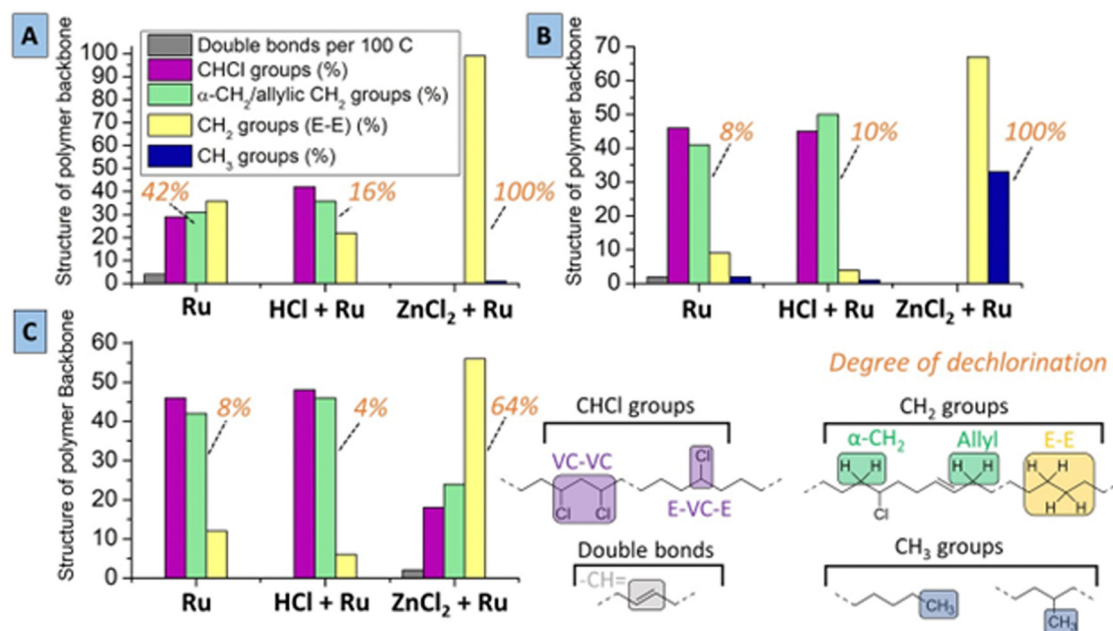 A
Structure of polymer backbone
100
90
80
70
60
50
40
30
20
10
0
Double bonds per 100 C
CHCl groups (%)
α-CH₂/allylic CH₂ groups (%)
CH₂ groups (E-E) (%)
CH₃ groups (%)
42%
16%
100%
Ru
HCl + Ru
ZnCl₂ + Ru
B
Structure of polymer backbone
70
60
50
40
30
20
10
0
8%
10%
100%
Ru
HCl + Ru
ZnCl₂ + Ru
C
Structure of polymer Backbone
60
50
40
30
20
10
0
8%
4%
64%
Ru
HCl + Ru
ZnCl₂ + Ru
Degree of dechlorination
CHCl groups
VC-VC
Cl
Cl
Cl
E-VC-E
CH₂ groups
α-CH₂
Allyl
E-E
H H
H H
H H
H H
Cl
Double bonds
-CH=
CH₃ groups
CH₃
CH₃